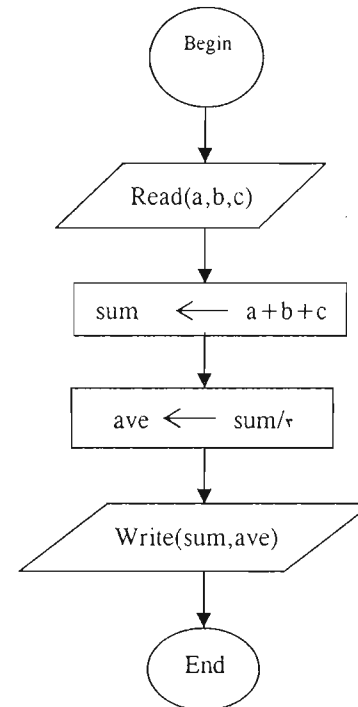 Begin
Read(a,b,c)
sum ← a+b+c
ave ← sum/۳
Write(sum,ave)
End